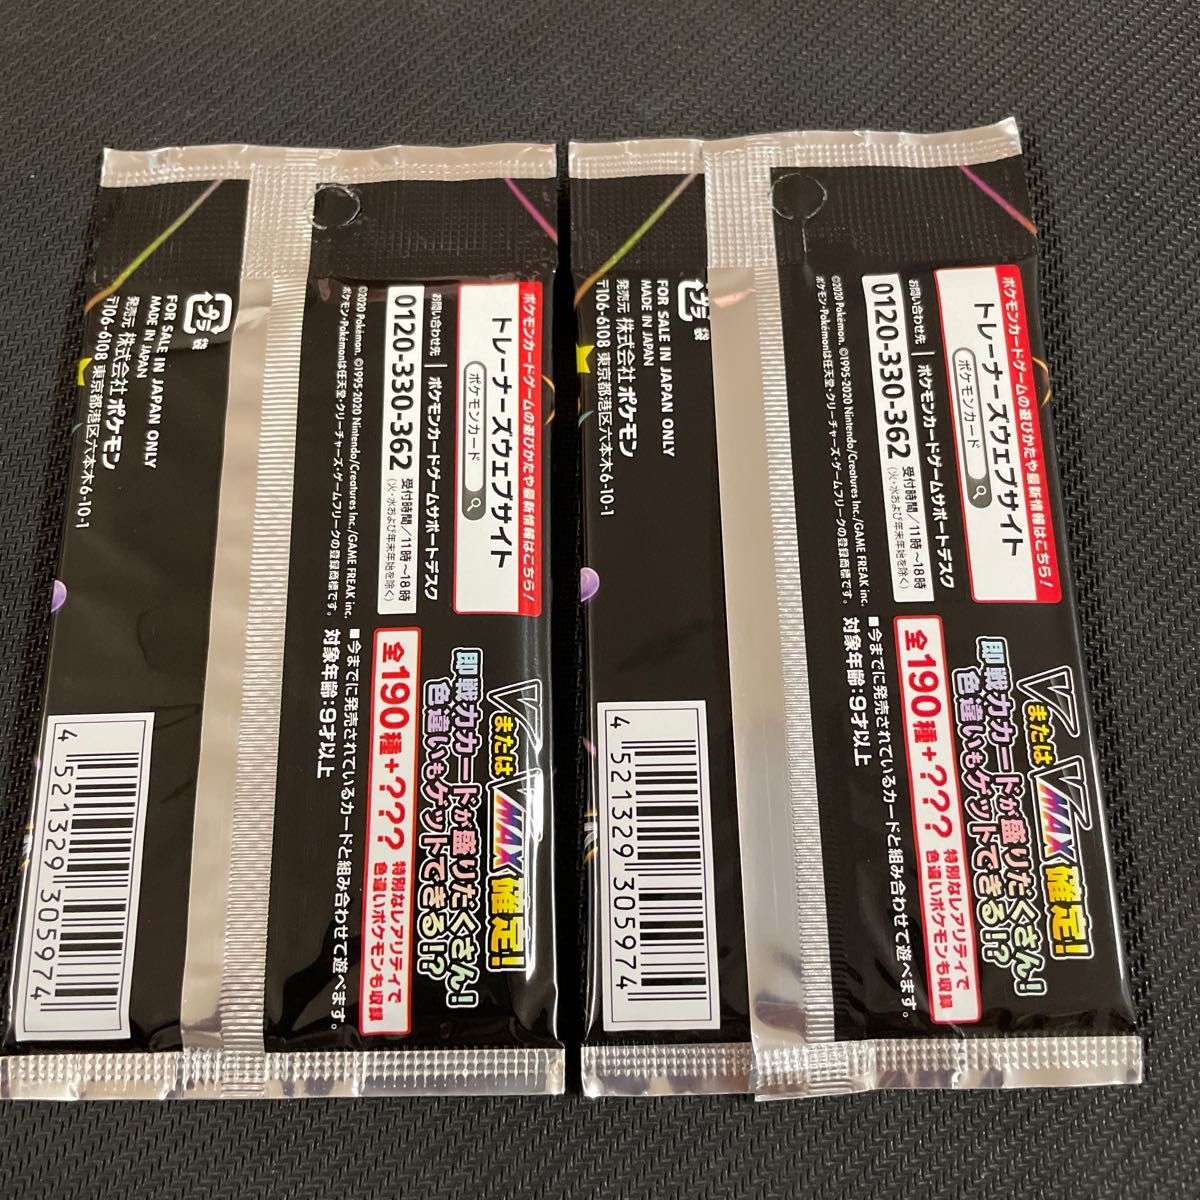 ポケモンカードゲームの遊びかたや最新情報はこちら!
トレーナーズウェブサイト
ポケモンカード
お問い合わせ先 ポケモンカードゲームサポートデスク
0120-330-362 受付時間/11時〜18時
(火・水および年末年始を除く)
©2020 Pokémon. ©1995-2020 Nintendo/Creatures Inc./GAME FREAK inc.
ポケモン・Pokémonは任天堂・クリーチャーズ・ゲームフリークの登録商標です。
VまたはVMAX確定!
即戦力カードが盛りだくさん!
色違いもゲットできる!?
全190種+???
特別なレアリティで
色違いポケモンも収録
■今までに発売されているカードと組み合わせて遊べます。
対象年齢:9才以上
プラ
袋
FOR SALE IN JAPAN ONLY
MADE IN JAPAN
発売元 株式会社ポケモン
〒106-6108 東京都港区六本木6-10-1
4 521329 305974
ポケモンカードゲームの遊びかたや最新情報はこちら!
トレーナーズウェブサイト
ポケモンカード
お問い合わせ先 ポケモンカードゲームサポートデスク
0120-330-362 受付時間/11時〜18時
(火・水および年末年始を除く)
©2020 Pokémon. ©1995-2020 Nintendo/Creatures Inc./GAME FREAK inc.
ポケモン・Pokémonは任天堂・クリーチャーズ・ゲームフリークの登録商標です。
VまたはVMAX確定!
即戦力カードが盛りだくさん!
色違いもゲットできる!?
全190種+???
特別なレアリティで
色違いポケモンも収録
■今までに発売されているカードと組み合わせて遊べます。
対象年齢:9才以上
プラ
袋
FOR SALE IN JAPAN ONLY
MADE IN JAPAN
発売元 株式会社ポケモン
〒106-6108 東京都港区六本木6-10-1
4 521329 305974